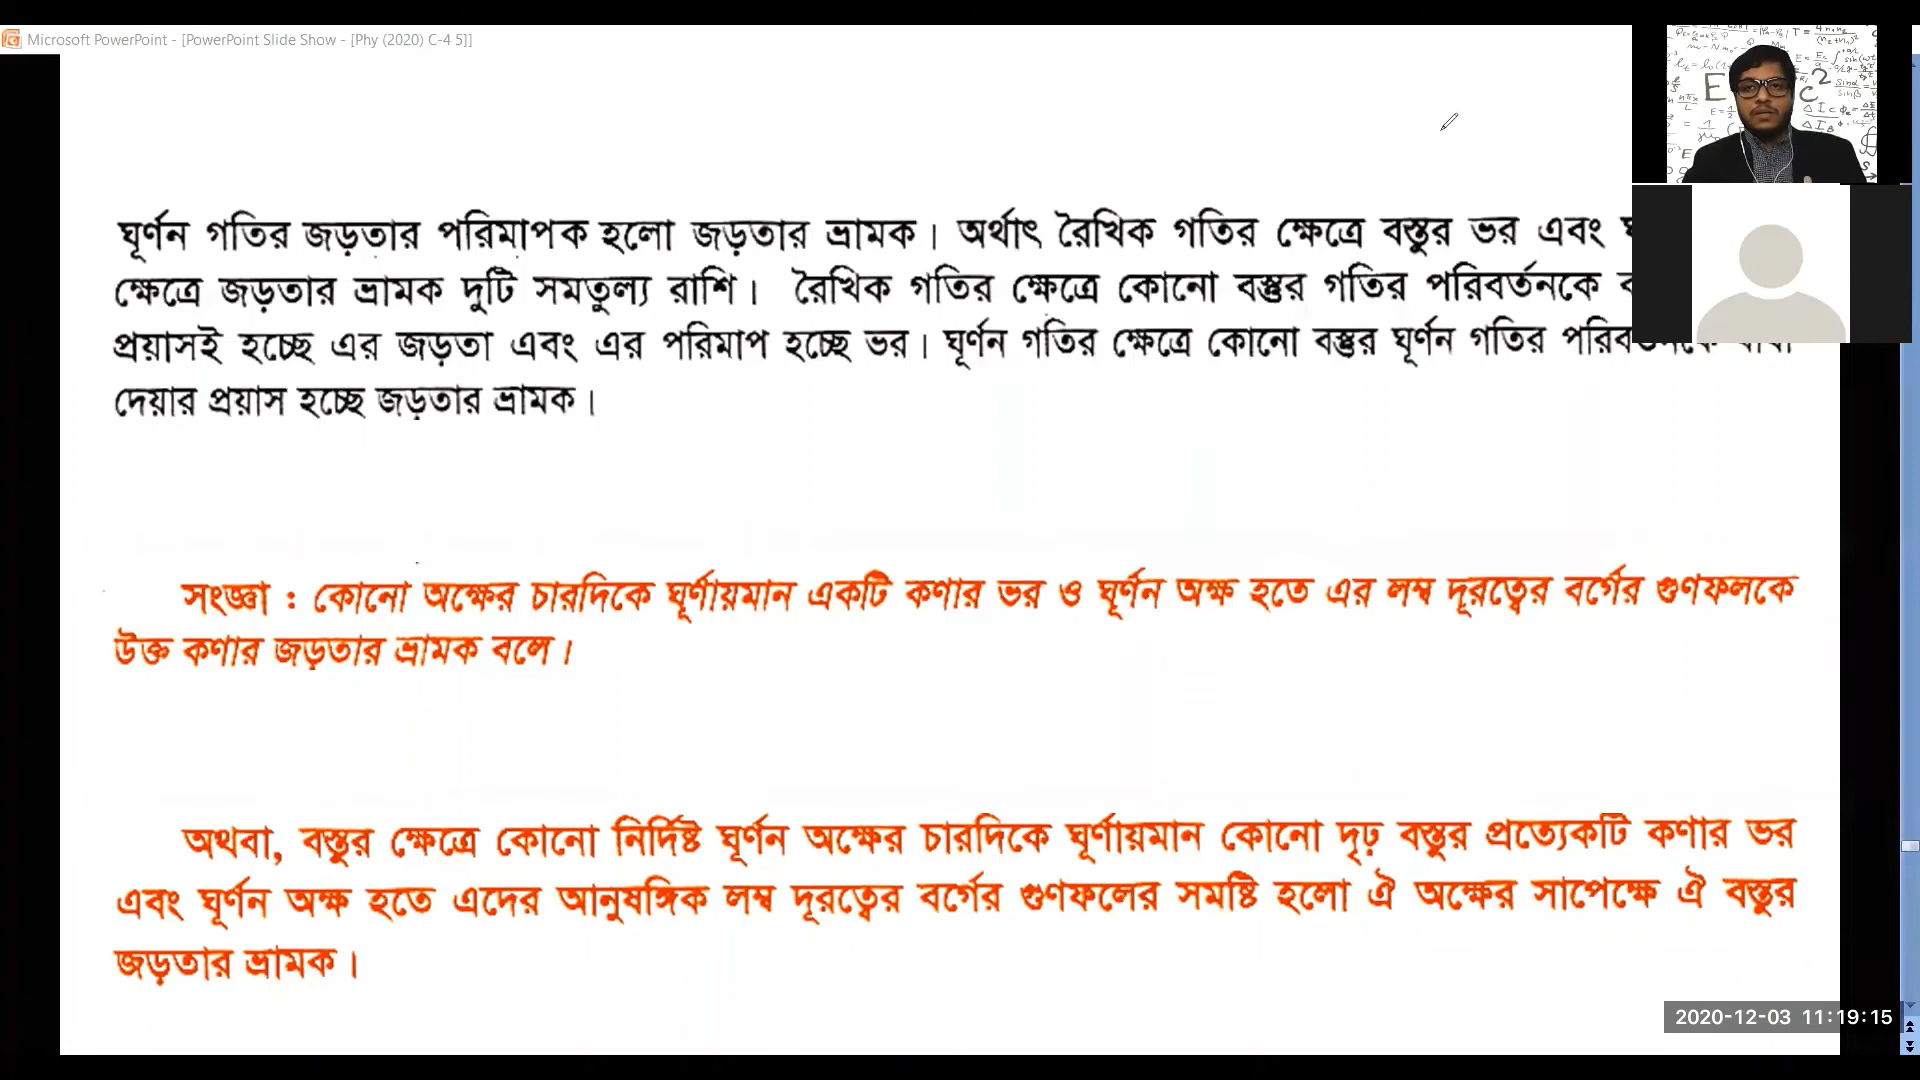 Microsoft PowerPoint - [PowerPoint Slide Show - [Phy (2020) C-4 5]]
ঘূর্ণন গতির জড়তার পরিমাপক হলো জড়তার ভ্রামক। অর্থাৎ রৈখিক গতির ক্ষেত্রে বস্তুর ভর এবং
ক্ষেত্রে জড়তার ভ্রামক দুটি সমতুল্য রাশি। রৈখিক গতির ক্ষেত্রে কোনো বস্তুর গতির পরিবর্তনকে
প্রয়াসই হচ্ছে এর জড়তা এবং এর পরিমাপ হচ্ছে ভর। ঘূর্ণন গতির ক্ষেত্রে কোনো বস্তুর ঘূর্ণন গতির
দেয়ার প্রয়াস হচ্ছে জড়তার ভ্রামক।
সংজ্ঞা : কোনো অক্ষের চারদিকে ঘূর্ণায়মান একটি কণার ভর ও ঘূর্ণন অক্ষ হতে এর লম্ব দূরত্বের বর্গের গুণফলকে
উক্ত কণার জড়তার ভ্রামক বলে।
অথবা, বস্তুর ক্ষেত্রে কোনো নির্দিষ্ট ঘূর্ণন অক্ষের চারদিকে ঘূর্ণায়মান কোনো দৃঢ় বস্তুর প্রত্যেকটি কণার ভর
এবং ঘূর্ণন অক্ষ হতে এদের আনুষঙ্গিক লম্ব দূরত্বের বর্গের গুণফলের সমষ্টি হলো ঐ অক্ষের সাপেক্ষে ঐ বস্তুর
জড়তার ভ্রামক।
2020-12-03 11:19:15